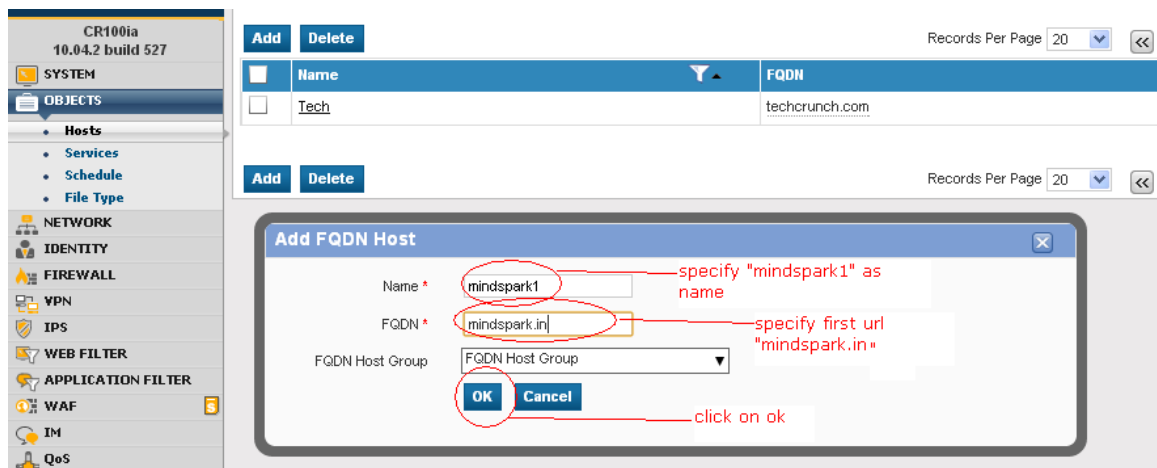 CR100ia
10.04.2 build 527
SYSTEM
OBJECTS
Hosts
Services
Schedule
File Type
NETWORK
IDENTITY
FIREWALL
VPN
IPS
WEB FILTER
APPLICATION FILTER
WAF
S
IM
QoS
Add Delete Records Per Page 20
Name FQDN
Tech techcrunch.com
Add Delete Records Per Page 20
Add FQDN Host
Name * mindspark1
specify "mindspark1" as
name
FQDN * mindspark.in
specify first url
"mindspark.in"
FQDN Host Group FQDN Host Group
OK Cancel
click on ok